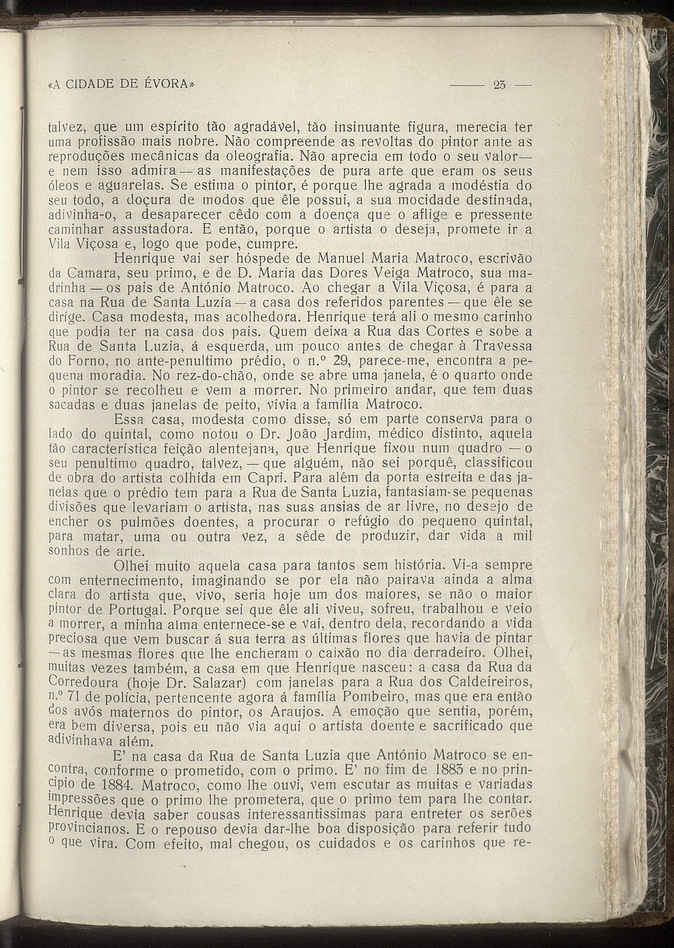 «A CIDADE DE ÉVORA» —— 25 —
talvez, que um espírito tão agradável, tão insinuante figura, merecia ter
uma profissão mais nobre. Não compreende as revoltas do pintor ante as
reproduções mecânicas da oleografia. Não aprecia em todo o seu valor—
e nem isso admira — as manifestações de pura arte que eram os seus
óleos e aguarelas. Se estima o pintor, é porque lhe agrada a modéstia do
seu todo, a doçura de modos que êle possui, a sua mocidade destinada,
adivinha-o, a desaparecer cêdo com a doença que o aflige e pressente
caminhar assustadora. E então, porque o artista o deseja, promete ir a
Vila Viçosa e, logo que pode, cumpre.
Henrique vai ser hóspede de Manuel Maria Matroco, escrivão
da Camara, seu primo, e de D. Maria das Dôres Veiga Matroco, sua ma-
drinha — os pais de António Matroco. Ao chegar a Vila Viçosa, é para a
casa na Rua de Santa Luzia — a casa dos referidos parentes — que êle se
dirige. Casa modesta, mas acolhedora. Henrique terá ali o mesmo carinho
que podia ter na casa dos pais. Quem deixa a Rua das Cortes e sobe a
Rua de Santa Luzia, á esquerda, um pouco antes de chegar à Travessa
do Forno, no ante-penultimo prédio, o n.º 29, parece-me, encontra a pe-
quena moradia. No rez-do-chão, onde se abre uma janela, é o quarto onde
o pintor se recolheu e vem a morrer. No primeiro andar, que tem duas
sacadas e duas janelas de peito, vivia a família Matroco.
Essa casa, modesta como disse, só em parte conserva para o
lado do quintal, como notou o Dr. João Jardim, médico distinto, aquela
tão característica feição alentejana, que Henrique fixou num quadro — o
seu penultimo quadro, talvez, — que alguém, não sei porquê, classificou
de obra do artista colhida em Capri. Para além da porta estreita e das ja-
nelas que o prédio tem para a Rua de Santa Luzia, fantasiam-se pequenas
divisões que levariam o artista, nas suas ansias de ar livre, no desejo de
encher os pulmões doentes, a procurar o refúgio do pequeno quintal,
para matar, uma ou outra vez, a sêde de produzir, dar vida a mil
sonhos de arte.
Olhei muito aquela casa para tantos sem história. Vi-a sempre
com enternecimento, imaginando se por ela não pairava ainda a alma
clara do artista que, vivo, seria hoje um dos maiores, se não o maior
pintor de Portugal. Porque sei que êle ali viveu, sofreu, trabalhou e veio
a morrer, a minha alma enternece-se e vai, dentro dela, recordando a vida
preciosa que vem buscar á sua terra as últimas flores que havia de pintar
— as mesmas flores que lhe encheram o caixão no dia derradeiro. Olhei,
muitas vezes também, a casa em que Henrique nasceu: a casa da Rua da
Corredoura (hoje Dr. Salazar) com janelas para a Rua dos Caldeireiros,
n.º 71 de polícia, pertencente agora á família Pombeiro, mas que era então
dos avós maternos do pintor, os Araujos. A emoção que sentia, porém,
era bem diversa, pois eu não via aqui o artista doente e sacrificado que
adivinhava além.
E' na casa da Rua de Santa Luzia que António Matroco se en-
contra, conforme o prometido, com o primo. E' no fim de 1883 e no prin-
cípio de 1884. Matroco, como lhe ouvi, vem escutar as muitas e variadas
impressões que o primo lhe prometera, que o primo tem para lhe contar.
Henrique devia saber cousas interessantissimas para entreter os serões
provincianos. E o repouso devia dar-lhe boa disposição para referir tudo
o que vira. Com efeito, mal chegou, os cuidados e os carinhos que re-